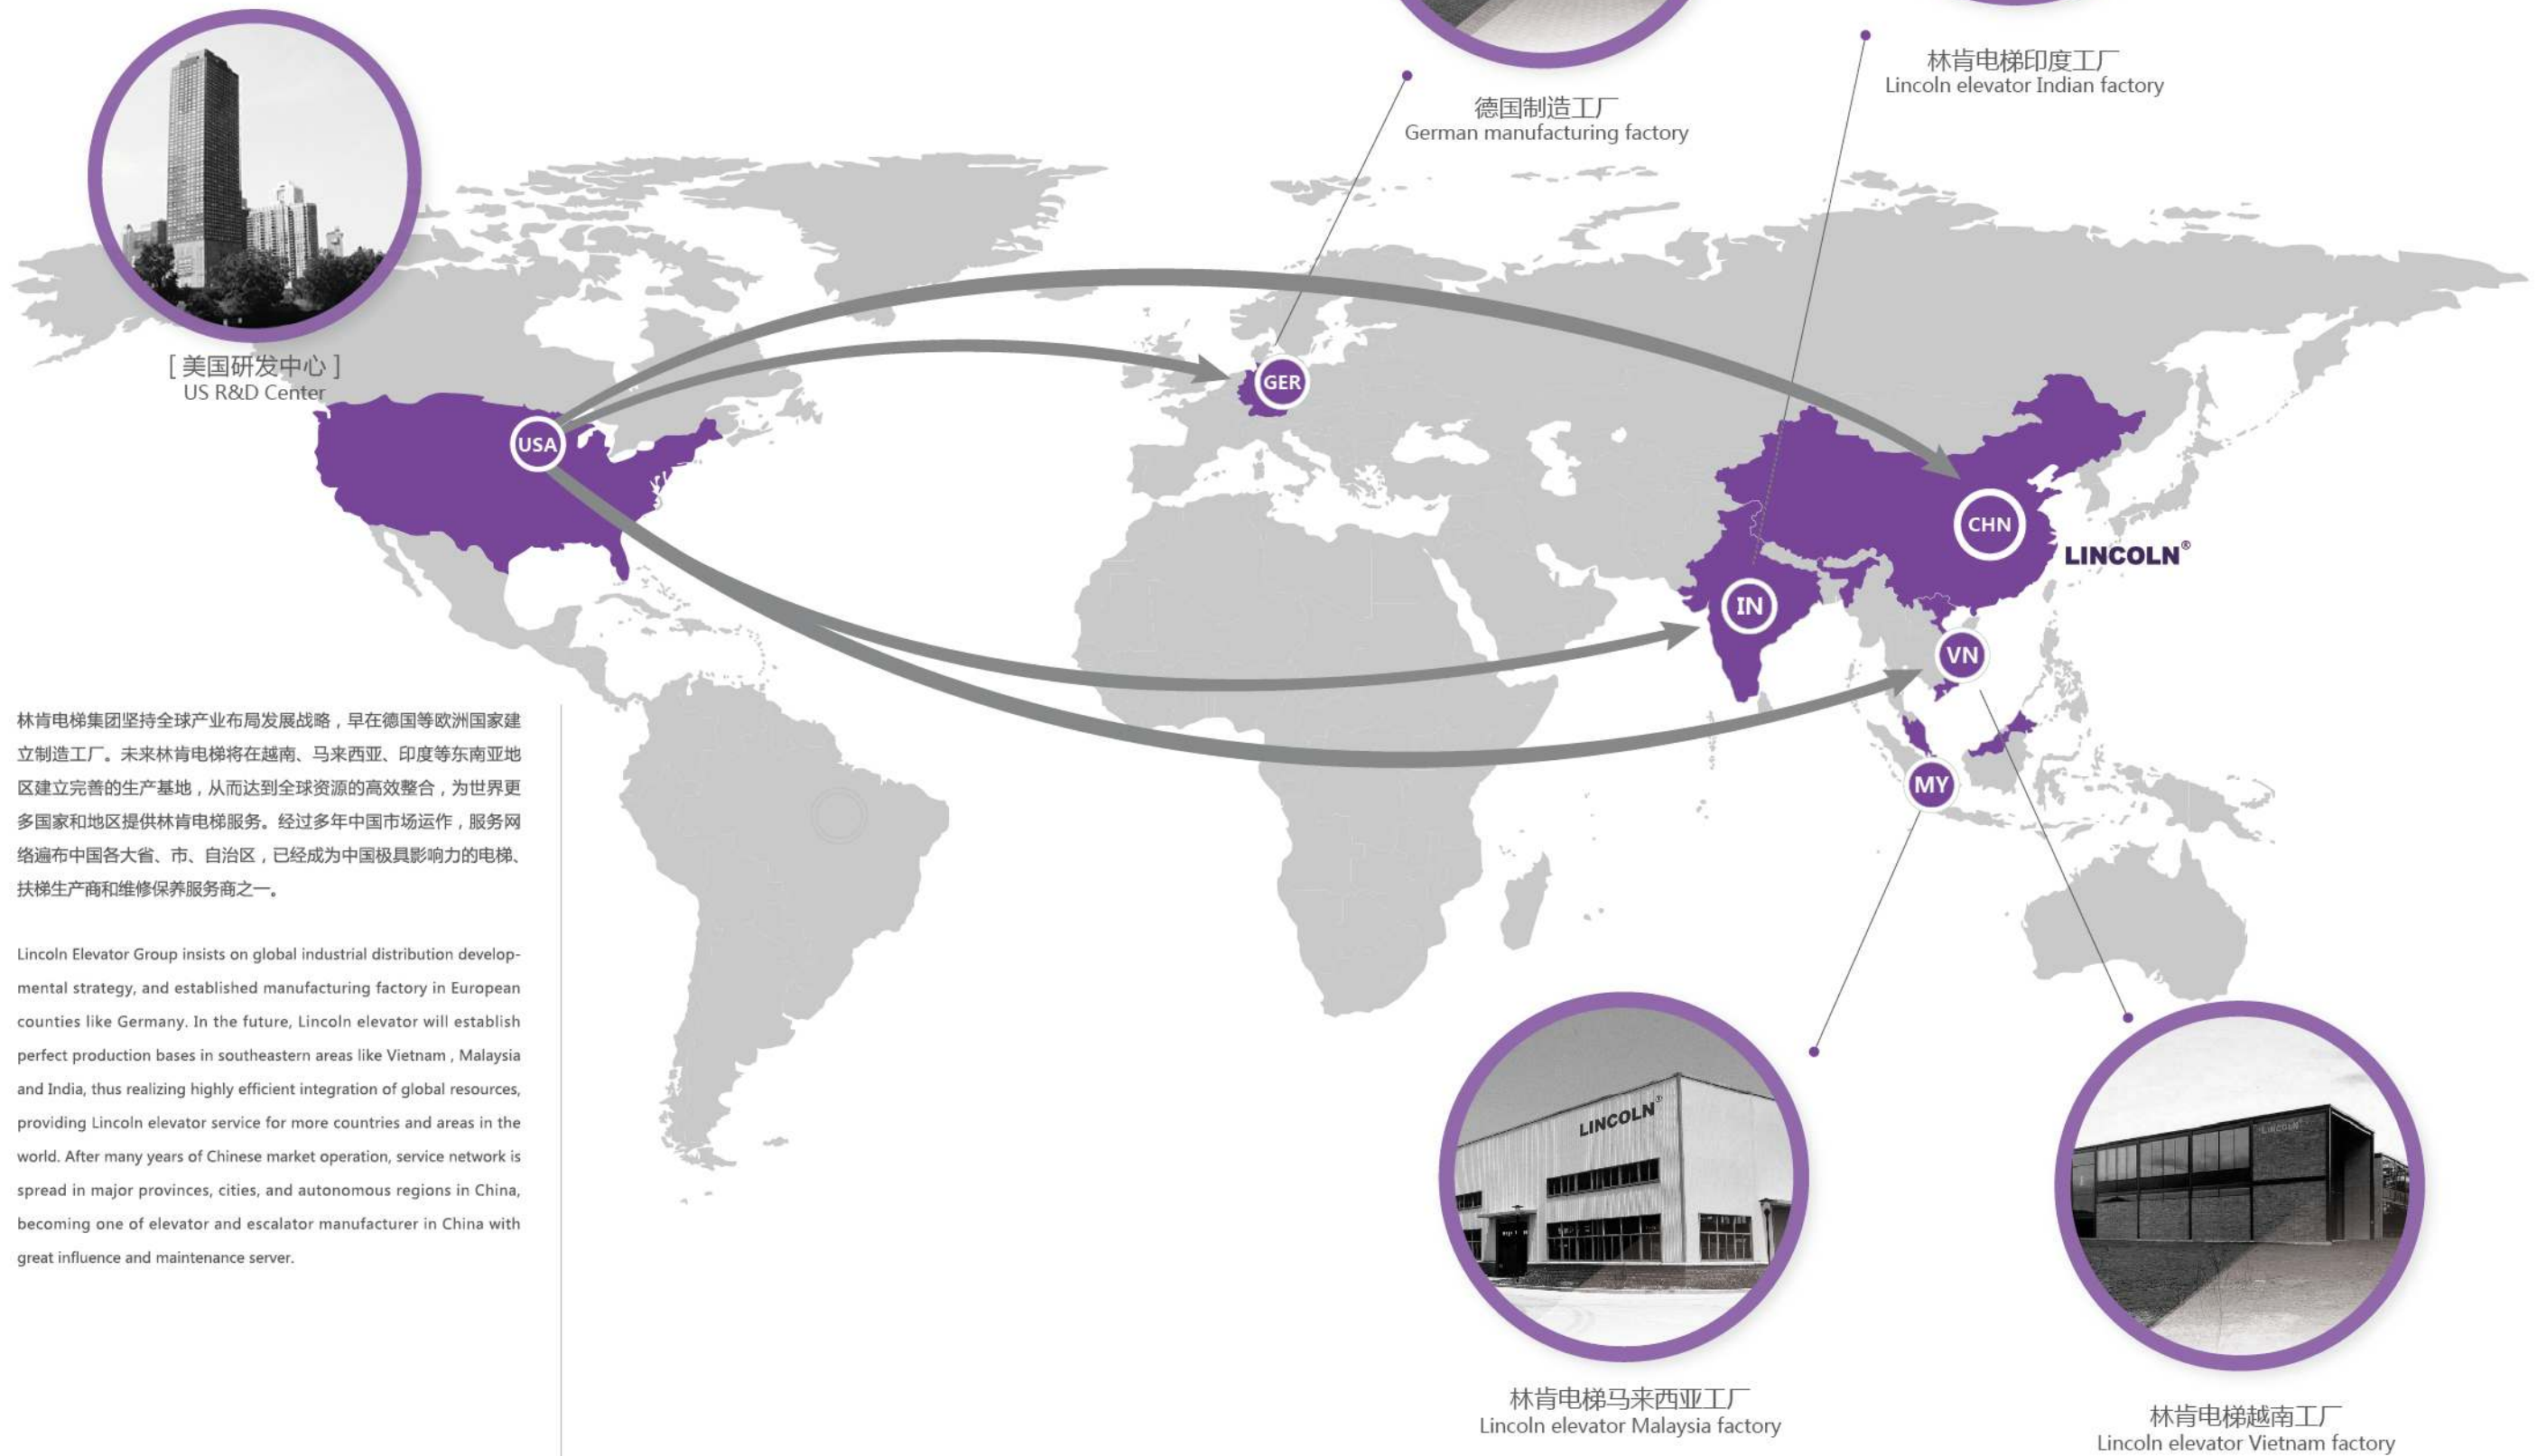 林肯电梯印度工厂
Lincoln elevator Indian factory
德国制造工厂
German manufacturing factory
[ 美国研发中心 ]
US R&D Center
GER
USA
CHN
LINCOLN®
IN
VN
MY
林肯电梯集团坚持全球产业布局发展战略，早在德国等欧洲国家建
立制造工厂。未来林肯电梯将在越南、马来西亚、印度等东南亚地
区建立完善的生产基地，从而达到全球资源的高效整合，为世界更
多国家和地区提供林肯电梯服务。经过多年中国市场运作，服务网
络遍布中国各大省、市、自治区，已经成为中国极具影响力的电梯、
扶梯生产商和维修保养服务商之一。
Lincoln Elevator Group insists on global industrial distribution develop-
mental strategy, and established manufacturing factory in European
counties like Germany. In the future, Lincoln elevator will establish
perfect production bases in southeastern areas like Vietnam , Malaysia
and India, thus realizing highly efficient integration of global resources,
providing Lincoln elevator service for more countries and areas in the
world. After many years of Chinese market operation, service network is
spread in major provinces, cities, and autonomous regions in China,
becoming one of elevator and escalator manufacturer in China with
great influence and maintenance server.
LINCOLN®
LINCOLN®
林肯电梯马来西亚工厂
Lincoln elevator Malaysia factory
林肯电梯越南工厂
Lincoln elevator Vietnam factory